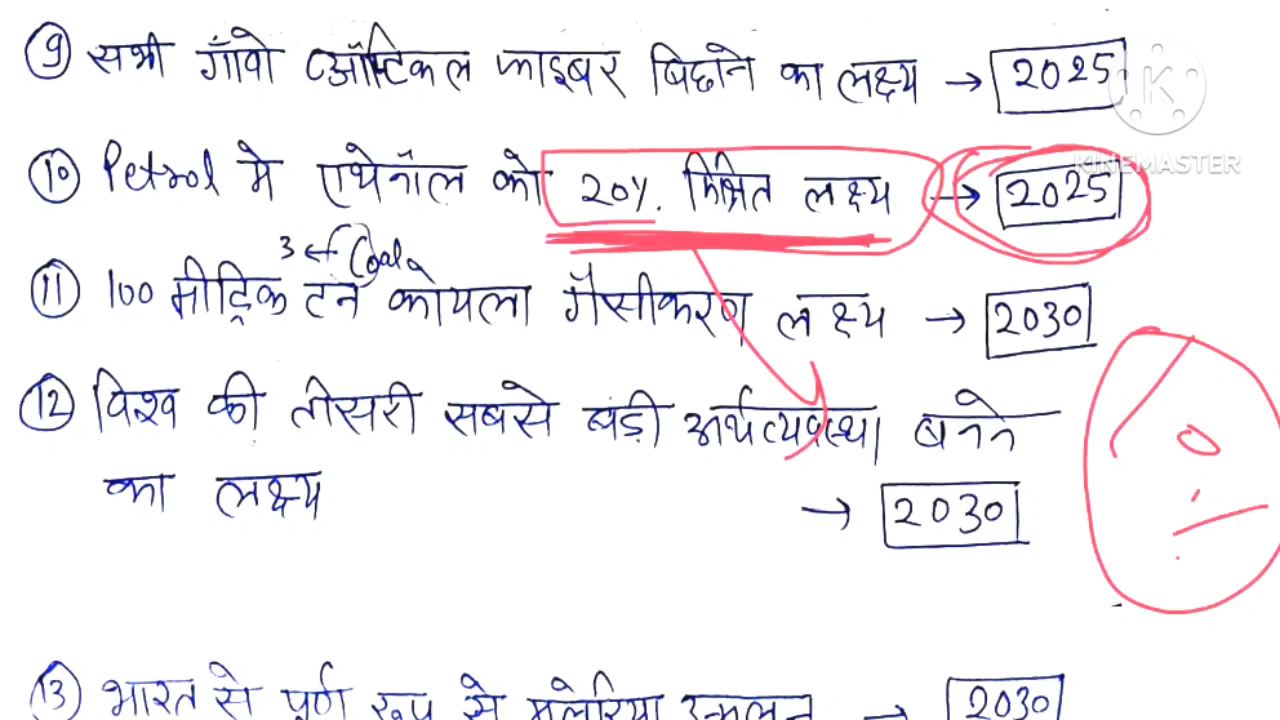 ⑨ सभी गाँवो ऑप्टिकल फाइबर बिछाने का लक्ष्य → 2025
KINEMASTER
⑩ Petrol मे एथेनॉल को 20% मिश्रित लक्ष्य → 2025
3 ← Coal
⑪ 100 मीट्रिक टन कोयला गैसीकरण लक्ष्य → 2030
⑫ विश्व की तीसरी सबसे बड़ी अर्थव्यवस्था बनने
का लक्ष्य → 2030
⑬ भारत से पूर्ण रूप से मलेरिया उन्मूलन → 2030